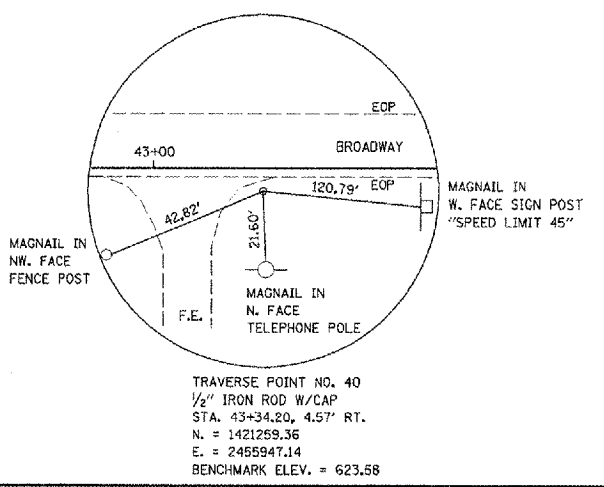 EOP
BROADWAY
43+00
EOP
120.79'
42.82'
21.60'
MAGNAIL IN
W. FACE SIGN POST
"SPEED LIMIT 45"
MAGNAIL IN
NW. FACE
FENCE POST
F.E.
MAGNAIL IN
N. FACE
TELEPHONE POLE
TRAVERSE POINT NO. 40
1/2" IRON ROD W/CAP
STA. 43+34.20, 4.57' RT.
N. = 1421259.36
E. = 2455947.14
BENCHMARK ELEV. = 623.58